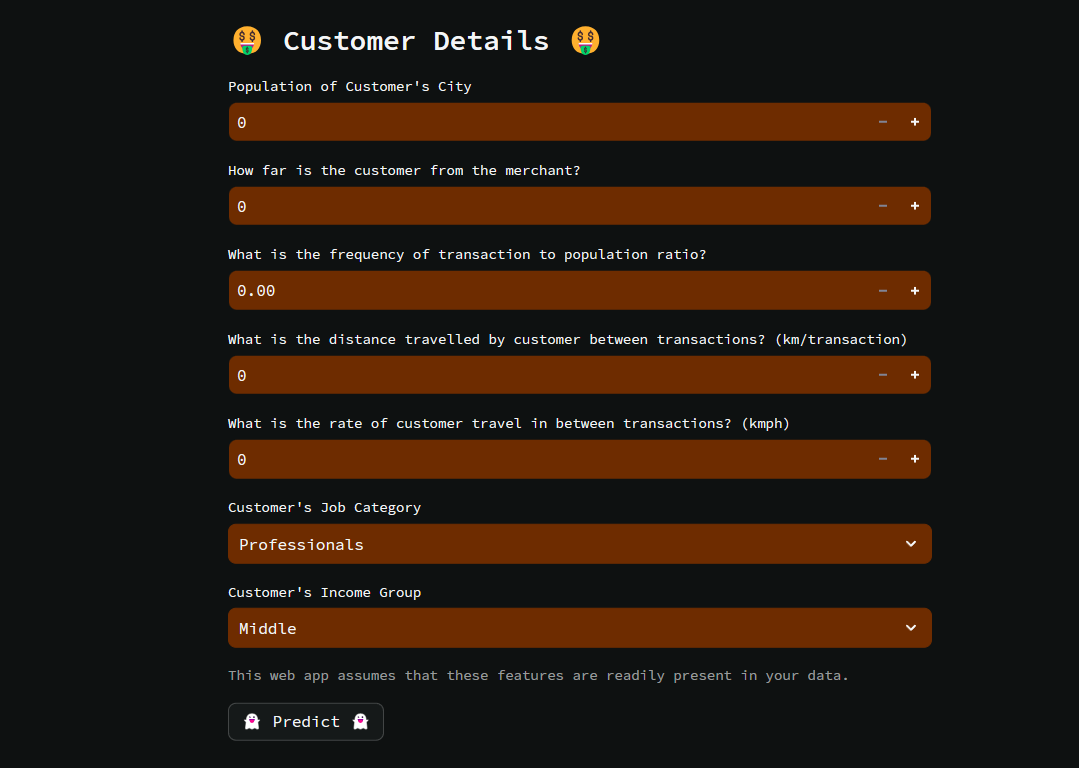 Customer Details
Population of Customer's City
0
How far is the customer from the merchant?
0
What is the frequency of transaction to population ratio?
0.00
What is the distance travelled by customer between transactions? (km/transaction)
0
What is the rate of customer travel in between transactions? (kmph)
0
Customer's Job Category
Professionals
Customer's Income Group
Middle
This web app assumes that these features are readily present in your data.
Predict